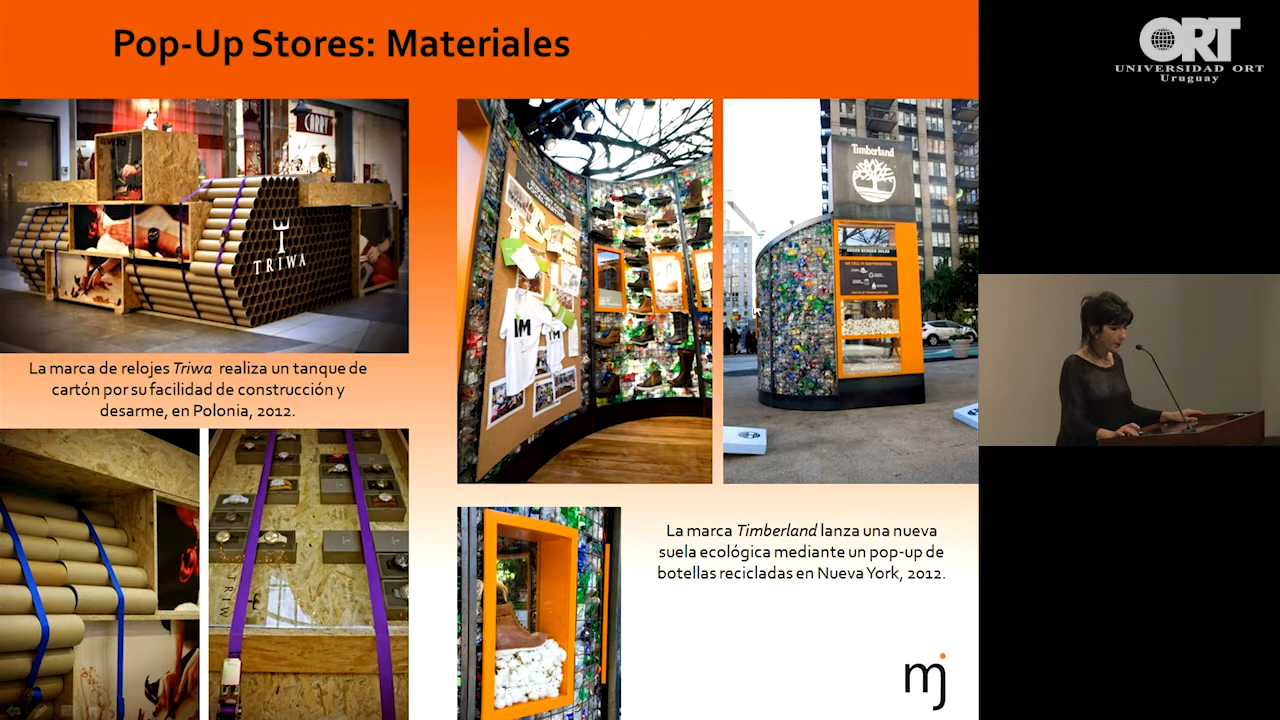 Pop-Up Stores: Materiales
ORT
UNIVERSIDAD ORT
Uruguay
TRIWA
Timberland
IM
La marca de relojes Triwa realiza un tanque de
cartón por su facilidad de construcción y
desarme, en Polonia, 2012.
TRIW
La marca Timberland lanza una nueva
suela ecológica mediante un pop-up de
botellas recicladas en Nueva York, 2012.
mj